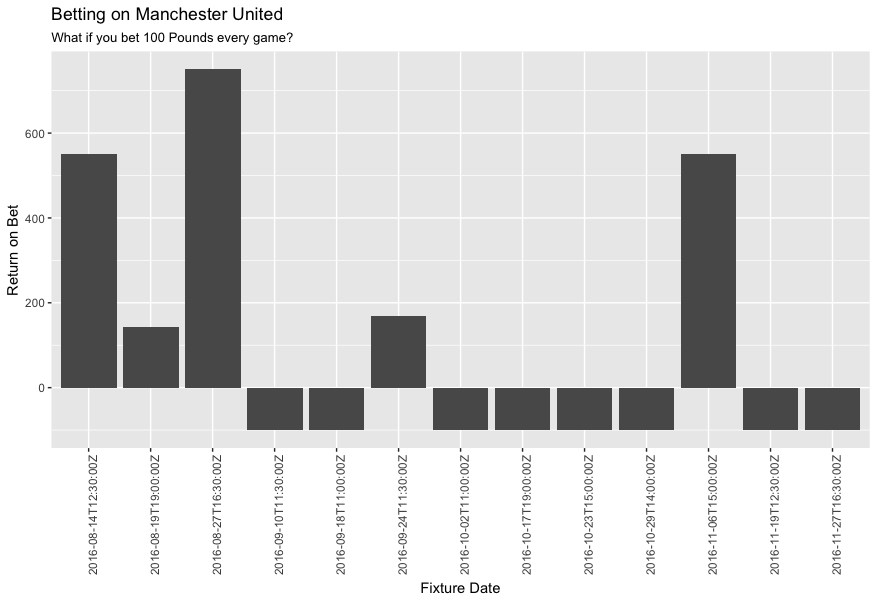 Betting on Manchester United
What if you bet 100 Pounds every game?
Return on Bet
600
400
200
0
2016-08-14T12:30:00Z
2016-08-19T19:00:00Z
2016-08-27T16:30:00Z
2016-09-10T11:30:00Z
2016-09-18T11:00:00Z
2016-09-24T11:30:00Z
2016-10-02T11:00:00Z
2016-10-17T19:00:00Z
2016-10-23T15:00:00Z
2016-10-29T14:00:00Z
2016-11-06T15:00:00Z
2016-11-19T12:30:00Z
2016-11-27T16:30:00Z
Fixture Date